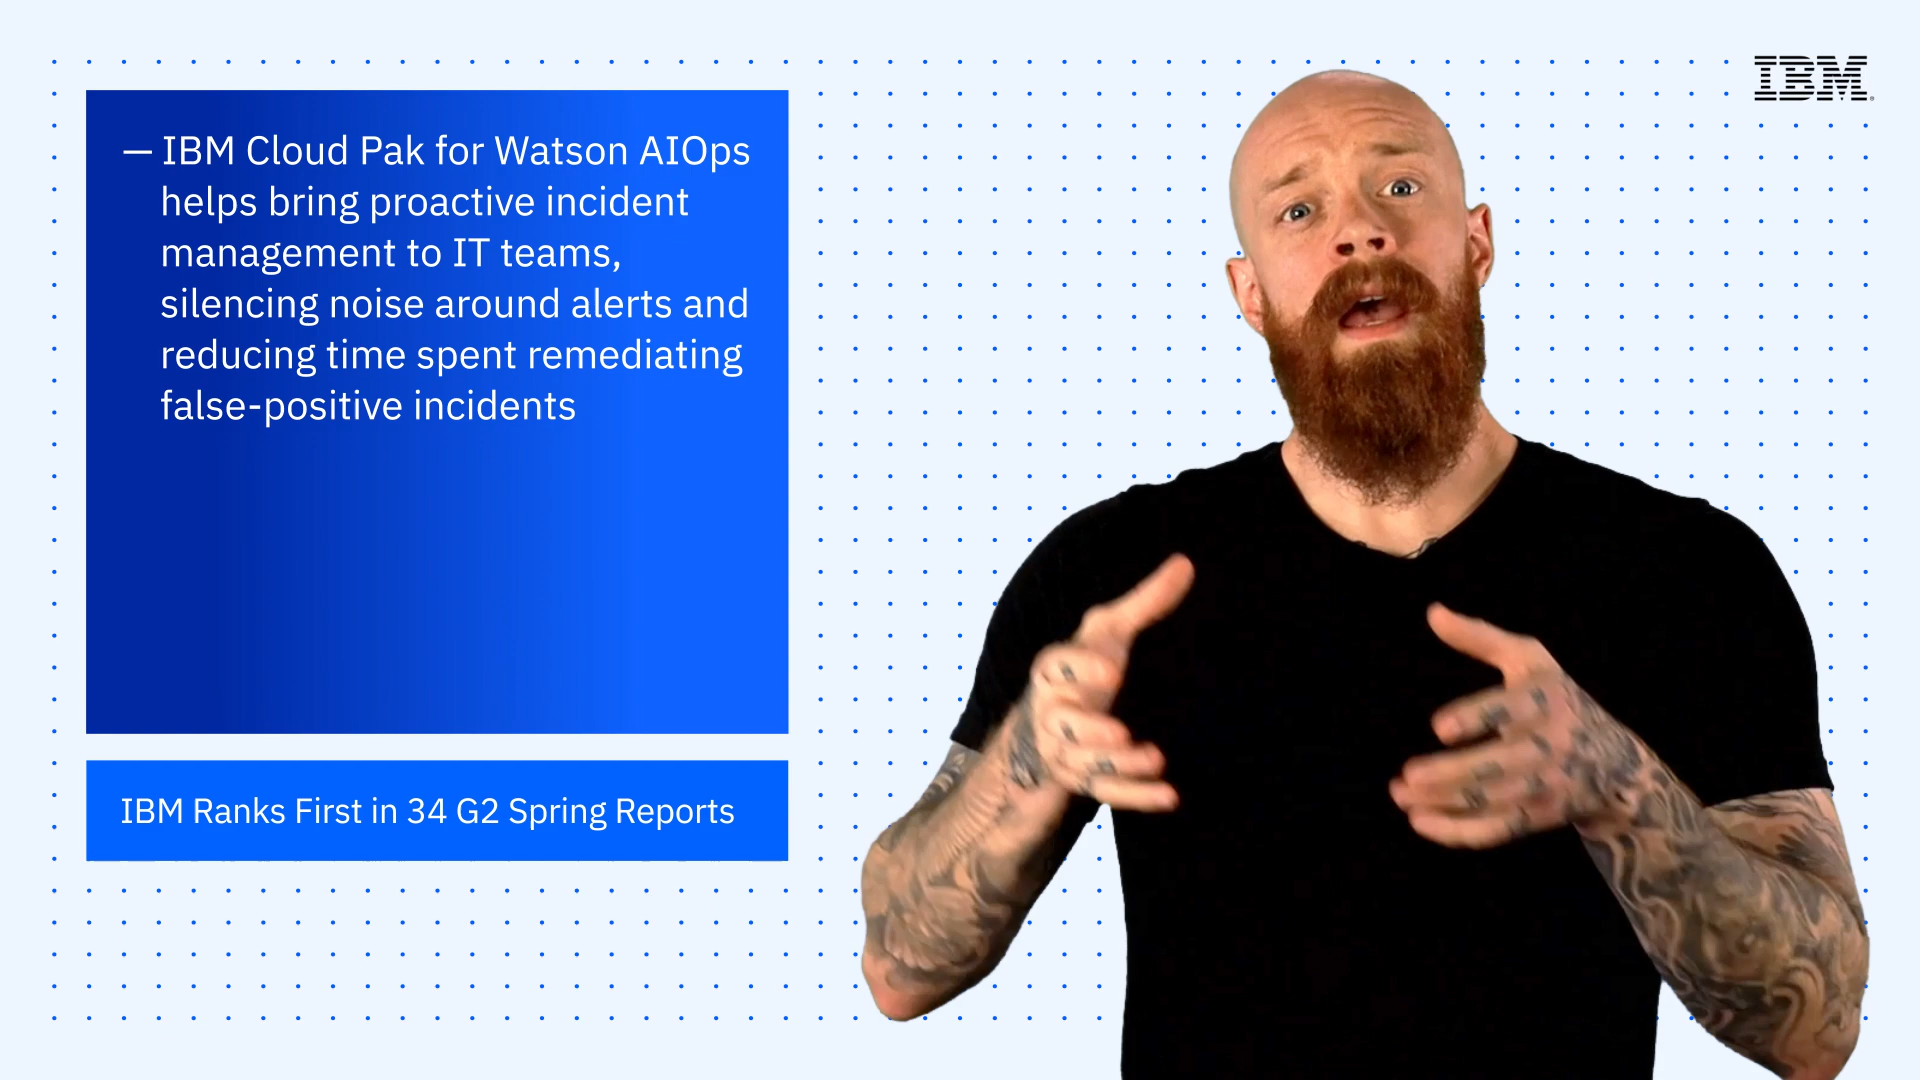 — IBM Cloud Pak for Watson AIOps
helps bring proactive incident
management to IT teams,
silencing noise around alerts and
reducing time spent remediating
false-positive incidents
IBM Ranks First in 34 G2 Spring Reports
IBM